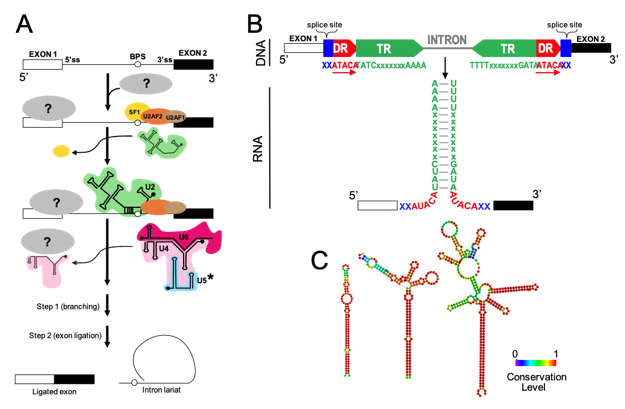 A
EXON 1
5'ss
BPS
3'ss
EXON 2
5'
3'
?
?
SF1
U2AF2
U2AF1
?
U2
?
U6
U4
U5*
Step 1 (branching)
Step 2 (exon ligation)
Ligated exon
Intron lariat
B
DNA
splice site
splice site
EXON 1
DR
TR
INTRON
TR
DR
EXON 2
5'
XXATACATATCxxxxxxxAAAA
TTTTxxxxxxxGATAATACAXX
3'
RNA
A U
A U
A U
A U
x x
x x
x x
x x
x x
x x
x x
C G
U A
A U
U A
5'
XXAUACA
AUACAXX
3'
C
0
1
Conservation
Level